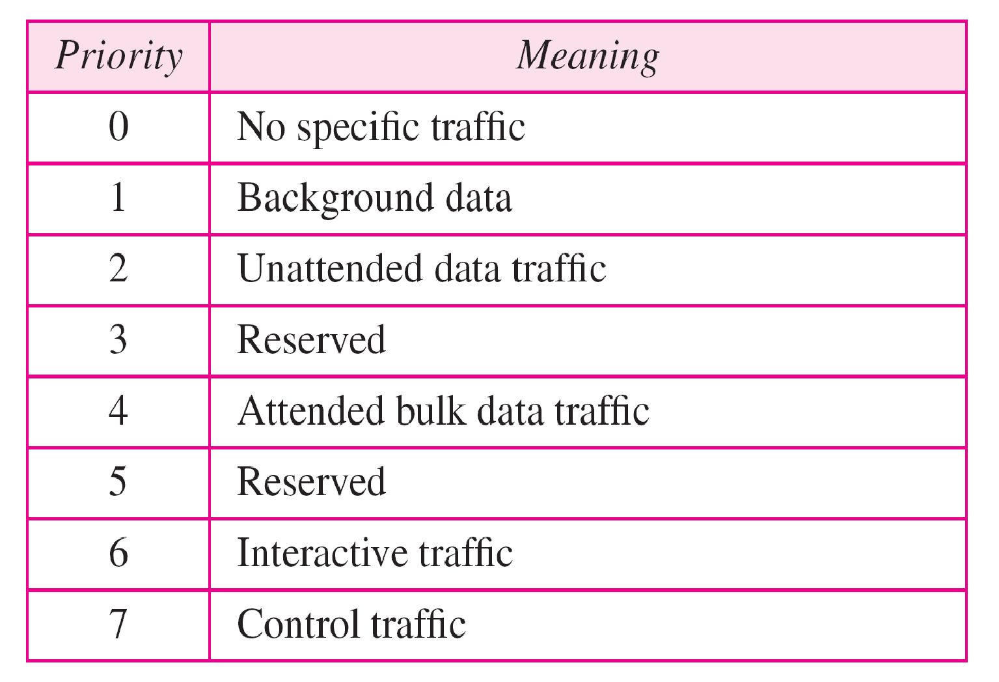 Priority Meaning
0 No specific traffic
1 Background data
2 Unattended data traffic
3 Reserved
4 Attended bulk data traffic
5 Reserved
6 Interactive traffic
7 Control traffic